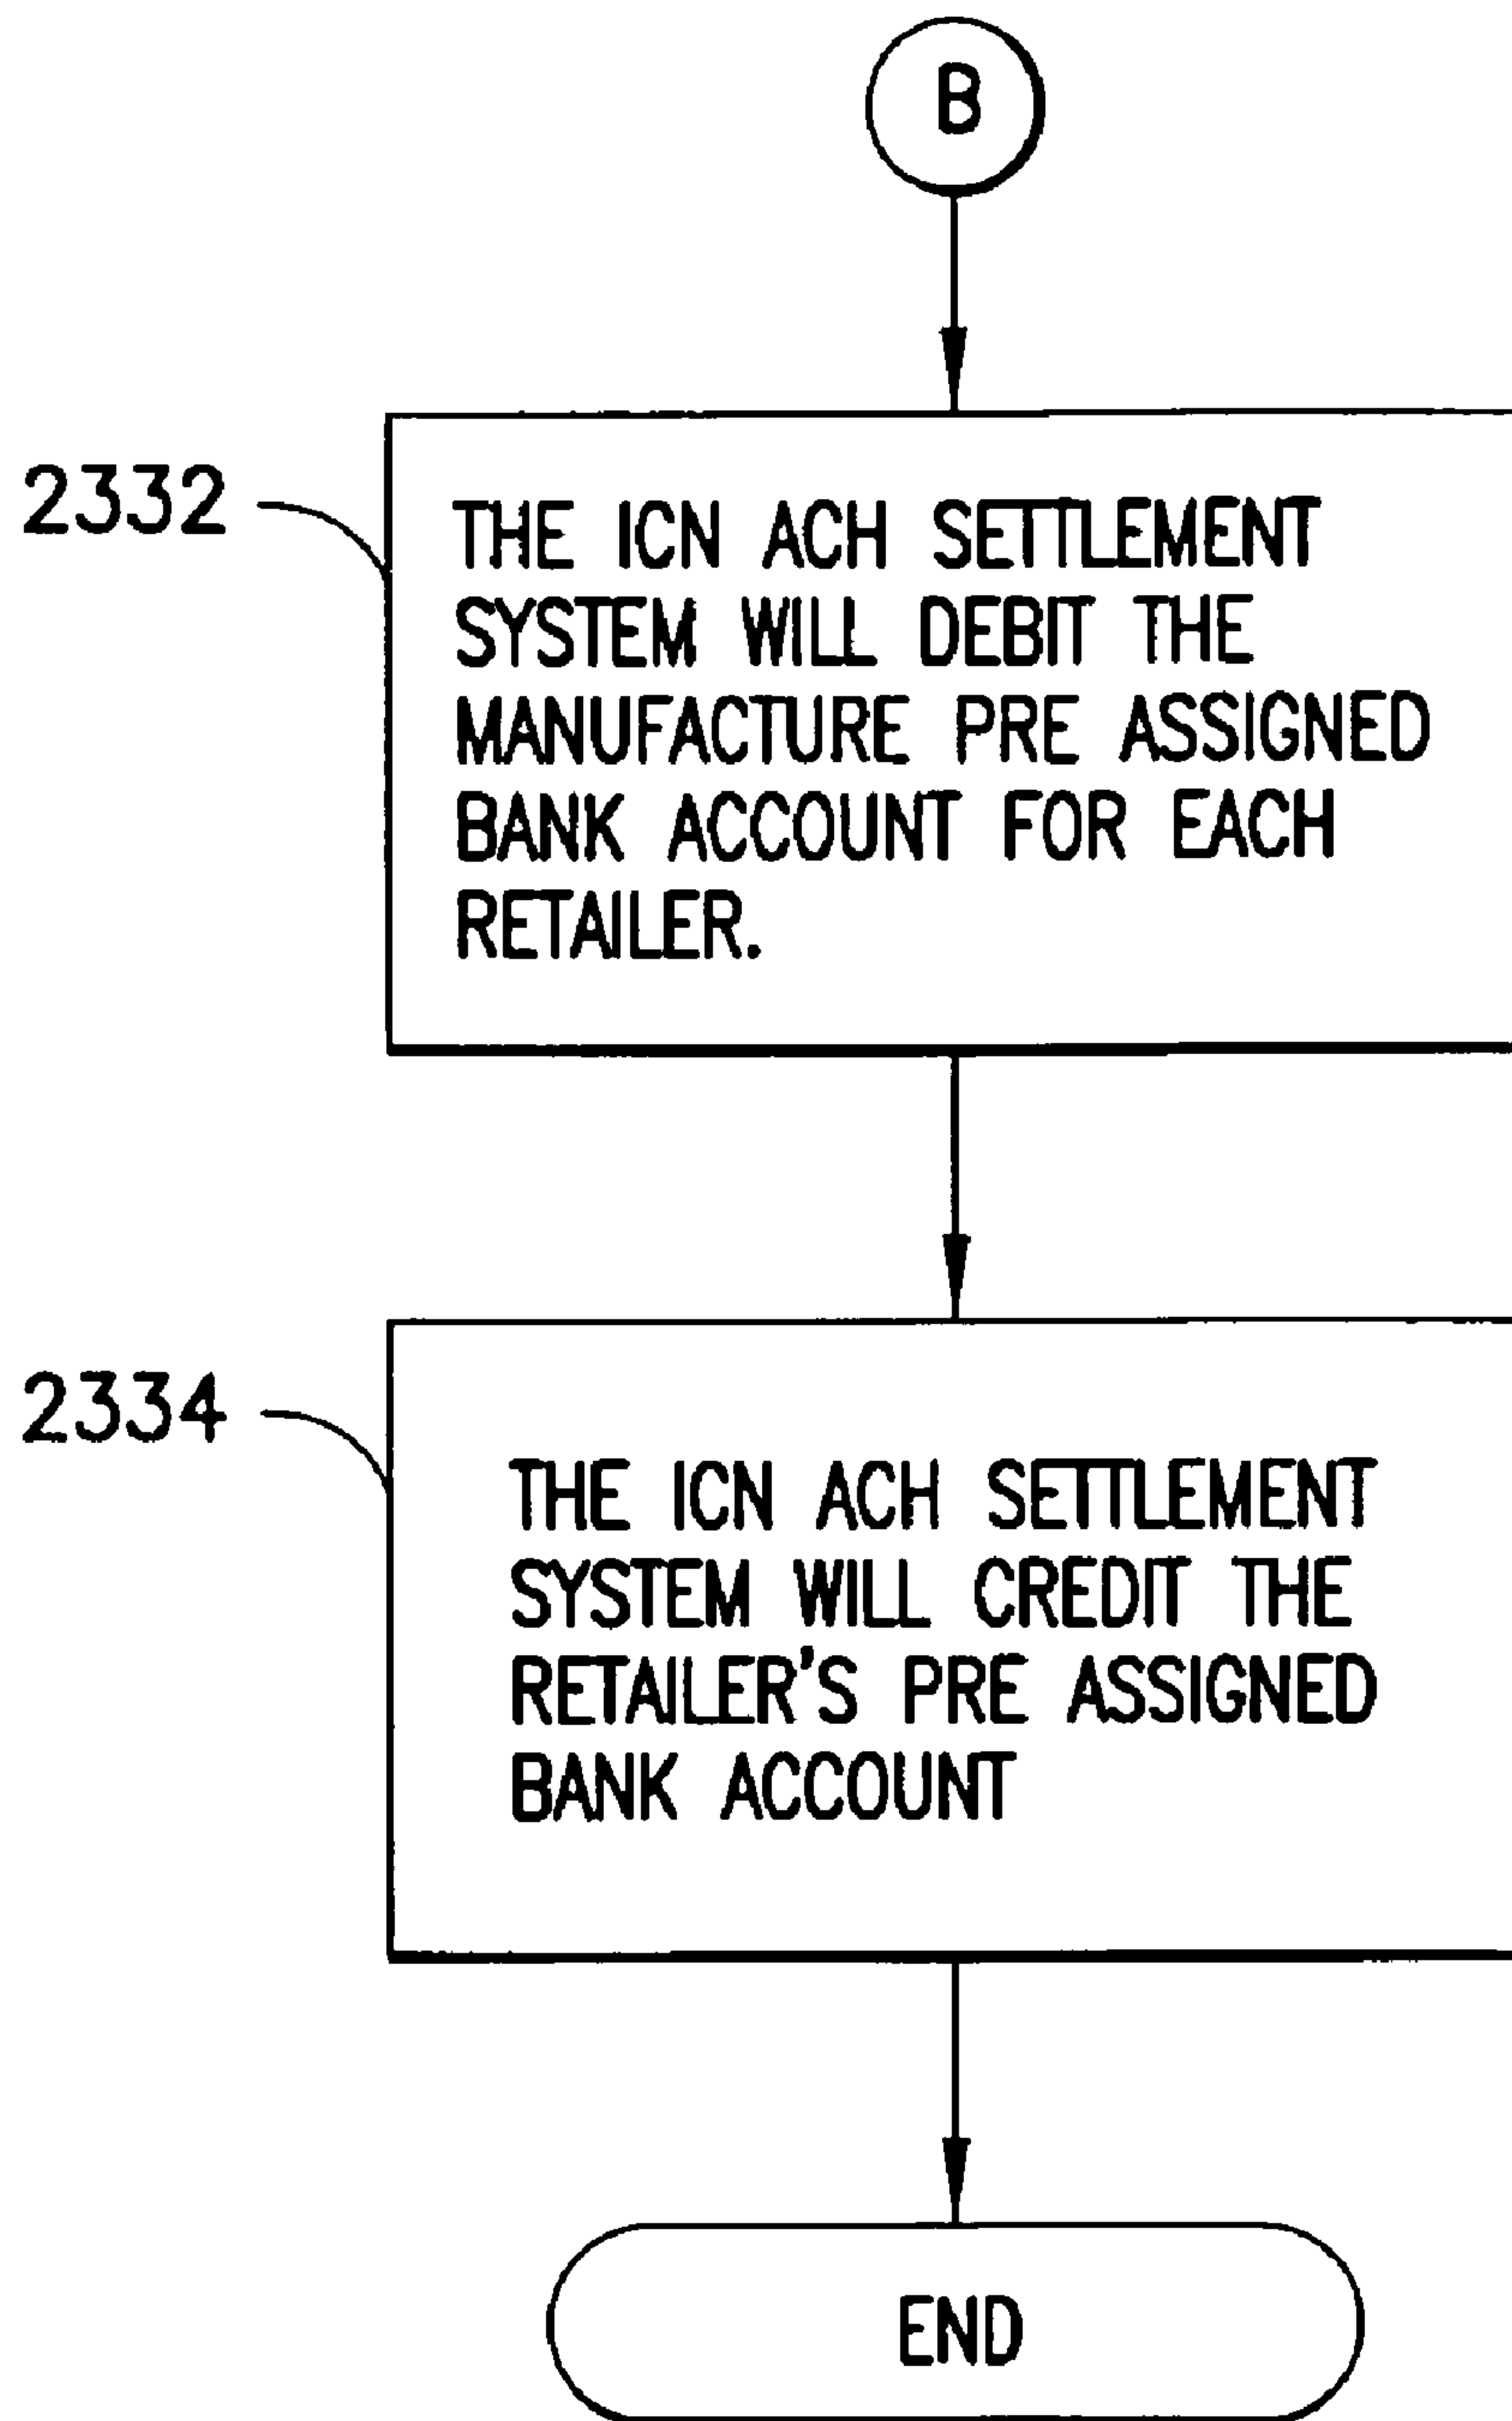 B
2332
THE ICN ACH SETTLEMENT
SYSTEM WILL DEBIT THE
MANUFACTURE PRE ASSIGNED
BANK ACCOUNT FOR EACH
RETAILER.
2334
THE ICN ACH SETTLEMENT
SYSTEM WILL CREDIT THE
RETAILER'S PRE ASSIGNED
BANK ACCOUNT
END